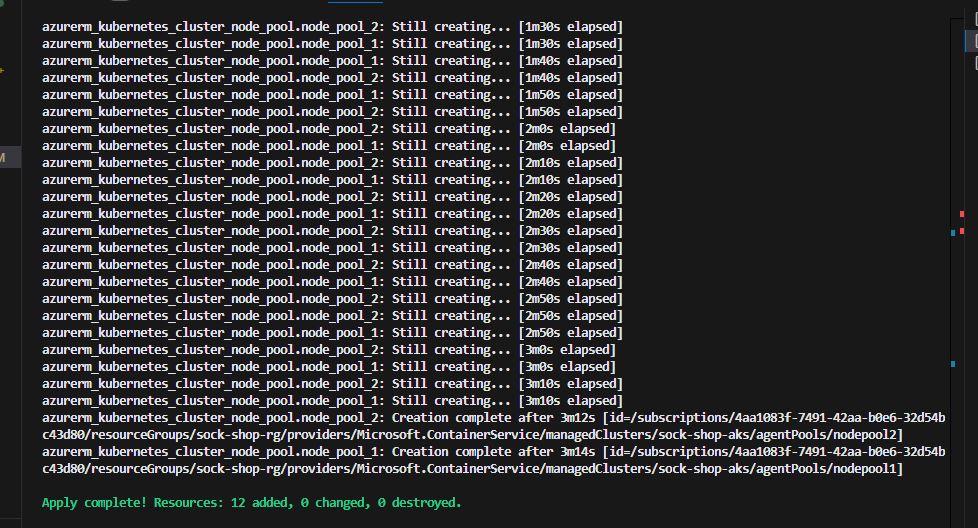 azurerm_kubernetes_cluster_node_pool.node_pool_2: Still creating... [1m30s elapsed]
azurerm_kubernetes_cluster_node_pool.node_pool_1: Still creating... [1m30s elapsed]
azurerm_kubernetes_cluster_node_pool.node_pool_1: Still creating... [1m40s elapsed]
azurerm_kubernetes_cluster_node_pool.node_pool_2: Still creating... [1m40s elapsed]
azurerm_kubernetes_cluster_node_pool.node_pool_1: Still creating... [1m50s elapsed]
azurerm_kubernetes_cluster_node_pool.node_pool_2: Still creating... [1m50s elapsed]
azurerm_kubernetes_cluster_node_pool.node_pool_2: Still creating... [2m0s elapsed]
azurerm_kubernetes_cluster_node_pool.node_pool_1: Still creating... [2m0s elapsed]
azurerm_kubernetes_cluster_node_pool.node_pool_2: Still creating... [2m10s elapsed]
azurerm_kubernetes_cluster_node_pool.node_pool_1: Still creating... [2m10s elapsed]
azurerm_kubernetes_cluster_node_pool.node_pool_2: Still creating... [2m20s elapsed]
azurerm_kubernetes_cluster_node_pool.node_pool_1: Still creating... [2m20s elapsed]
azurerm_kubernetes_cluster_node_pool.node_pool_2: Still creating... [2m30s elapsed]
azurerm_kubernetes_cluster_node_pool.node_pool_1: Still creating... [2m30s elapsed]
azurerm_kubernetes_cluster_node_pool.node_pool_2: Still creating... [2m40s elapsed]
azurerm_kubernetes_cluster_node_pool.node_pool_1: Still creating... [2m40s elapsed]
azurerm_kubernetes_cluster_node_pool.node_pool_2: Still creating... [2m50s elapsed]
azurerm_kubernetes_cluster_node_pool.node_pool_2: Still creating... [2m50s elapsed]
azurerm_kubernetes_cluster_node_pool.node_pool_1: Still creating... [2m50s elapsed]
azurerm_kubernetes_cluster_node_pool.node_pool_2: Still creating... [3m0s elapsed]
azurerm_kubernetes_cluster_node_pool.node_pool_1: Still creating... [3m0s elapsed]
azurerm_kubernetes_cluster_node_pool.node_pool_2: Still creating... [3m10s elapsed]
azurerm_kubernetes_cluster_node_pool.node_pool_1: Still creating... [3m10s elapsed]
azurerm_kubernetes_cluster_node_pool.node_pool_2: Creation complete after 3m12s [id=/subscriptions/4aa1083f-7491-42aa-b0e6-32d54b
c43d80/resourceGroups/sock-shop-rg/providers/Microsoft.ContainerService/managedClusters/sock-shop-aks/agentPools/nodepool2]
azurerm_kubernetes_cluster_node_pool.node_pool_1: Creation complete after 3m14s [id=/subscriptions/4aa1083f-7491-42aa-b0e6-32d54b
c43d80/resourceGroups/sock-shop-rg/providers/Microsoft.ContainerService/managedClusters/sock-shop-aks/agentPools/nodepool1]
Apply complete! Resources: 12 added, 0 changed, 0 destroyed.